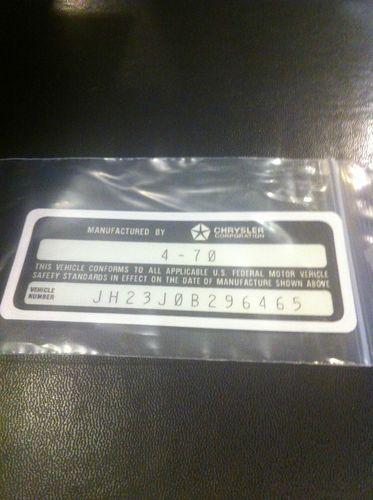 MANUFACTURED BY CHRYSLER CORPORATION
4-70
THIS VEHICLE CONFORMS TO ALL APPLICABLE U.S. FEDERAL MOTOR VEHICLE
SAFETY STANDARDS IN EFFECT ON THE DATE OF MANUFACTURE SHOWN ABOVE
VEHICLE NUMBER JH23J0B296465